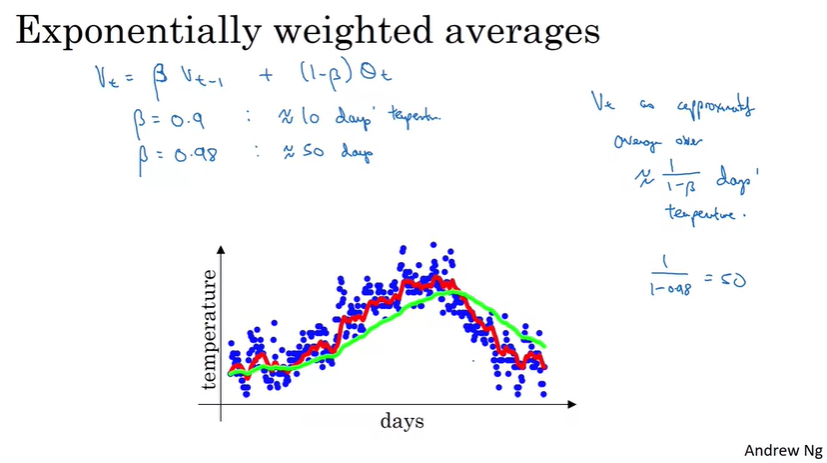 Exponentially weighted averages
Vₜ = β Vₜ₋₁ + (1-β) θₜ
β = 0.9 : ≈ 10 days' temperature
β = 0.98 : ≈ 50 days
Vₜ as approximately
average over
≈ 1/(1-β) days'
temperature.
1/(1-0.98) = 50
temperature
days
Andrew Ng